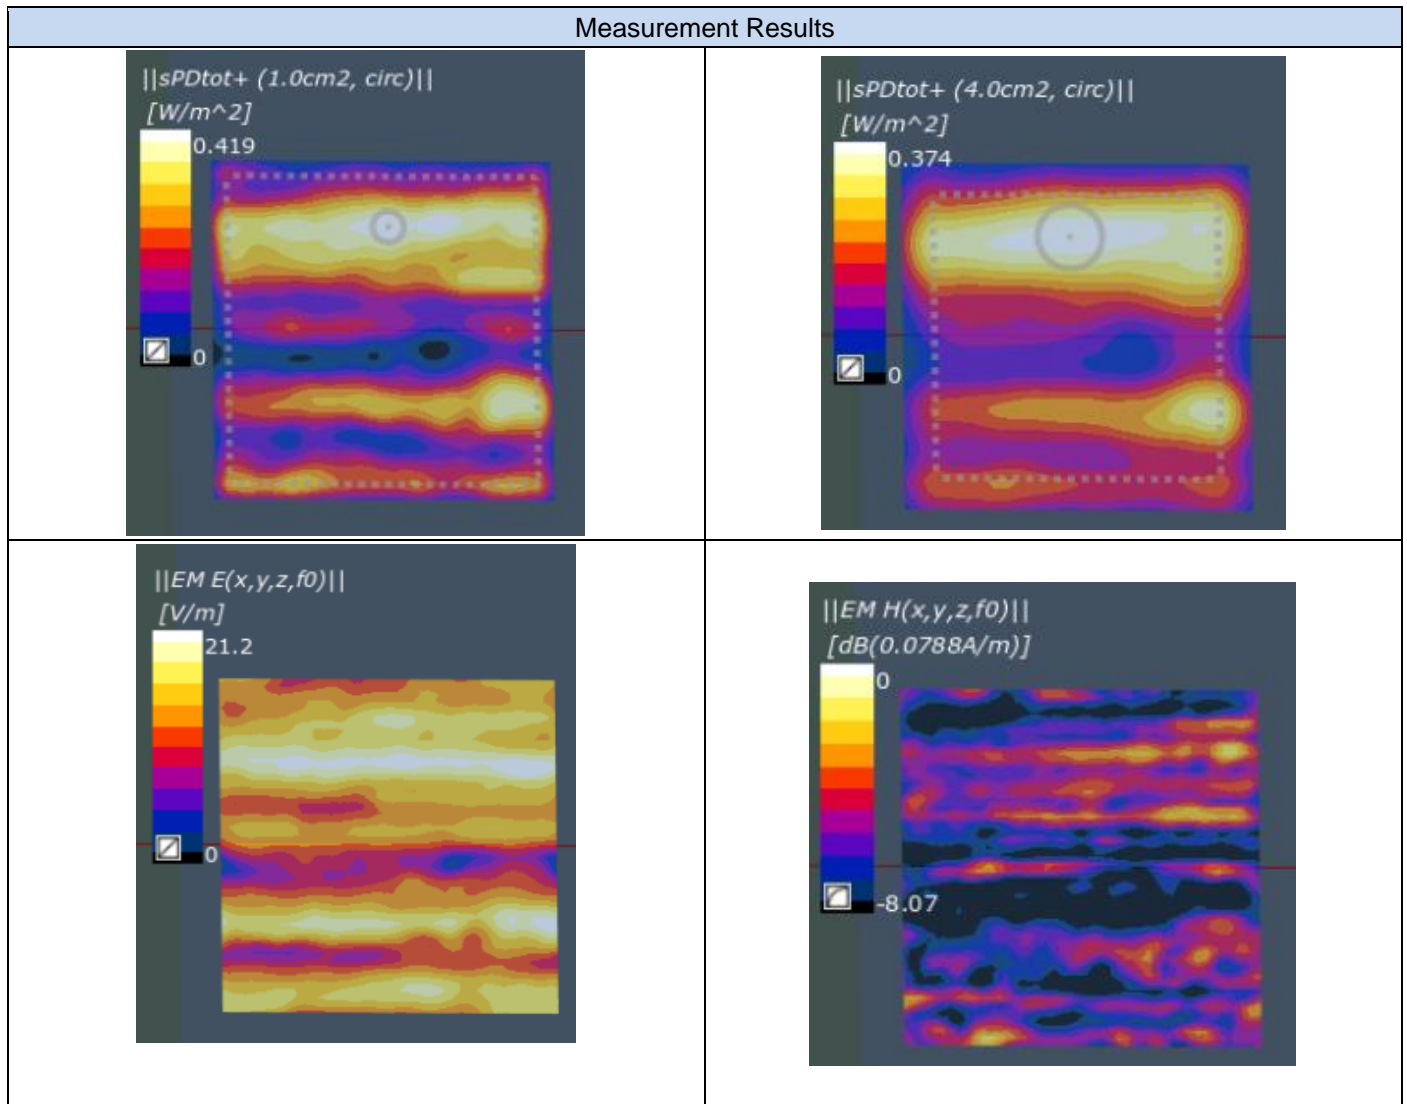 Measurement Results
||sPDtot+ (1.0cm2, circ)||
[W/m^2]
0.419
0
||sPDtot+ (4.0cm2, circ)||
[W/m^2]
0.374
0
||EM E(x,y,z,f0)||
[V/m]
21.2
0
||EM H(x,y,z,f0)||
[dB(0.0788A/m)]
0
-8.07